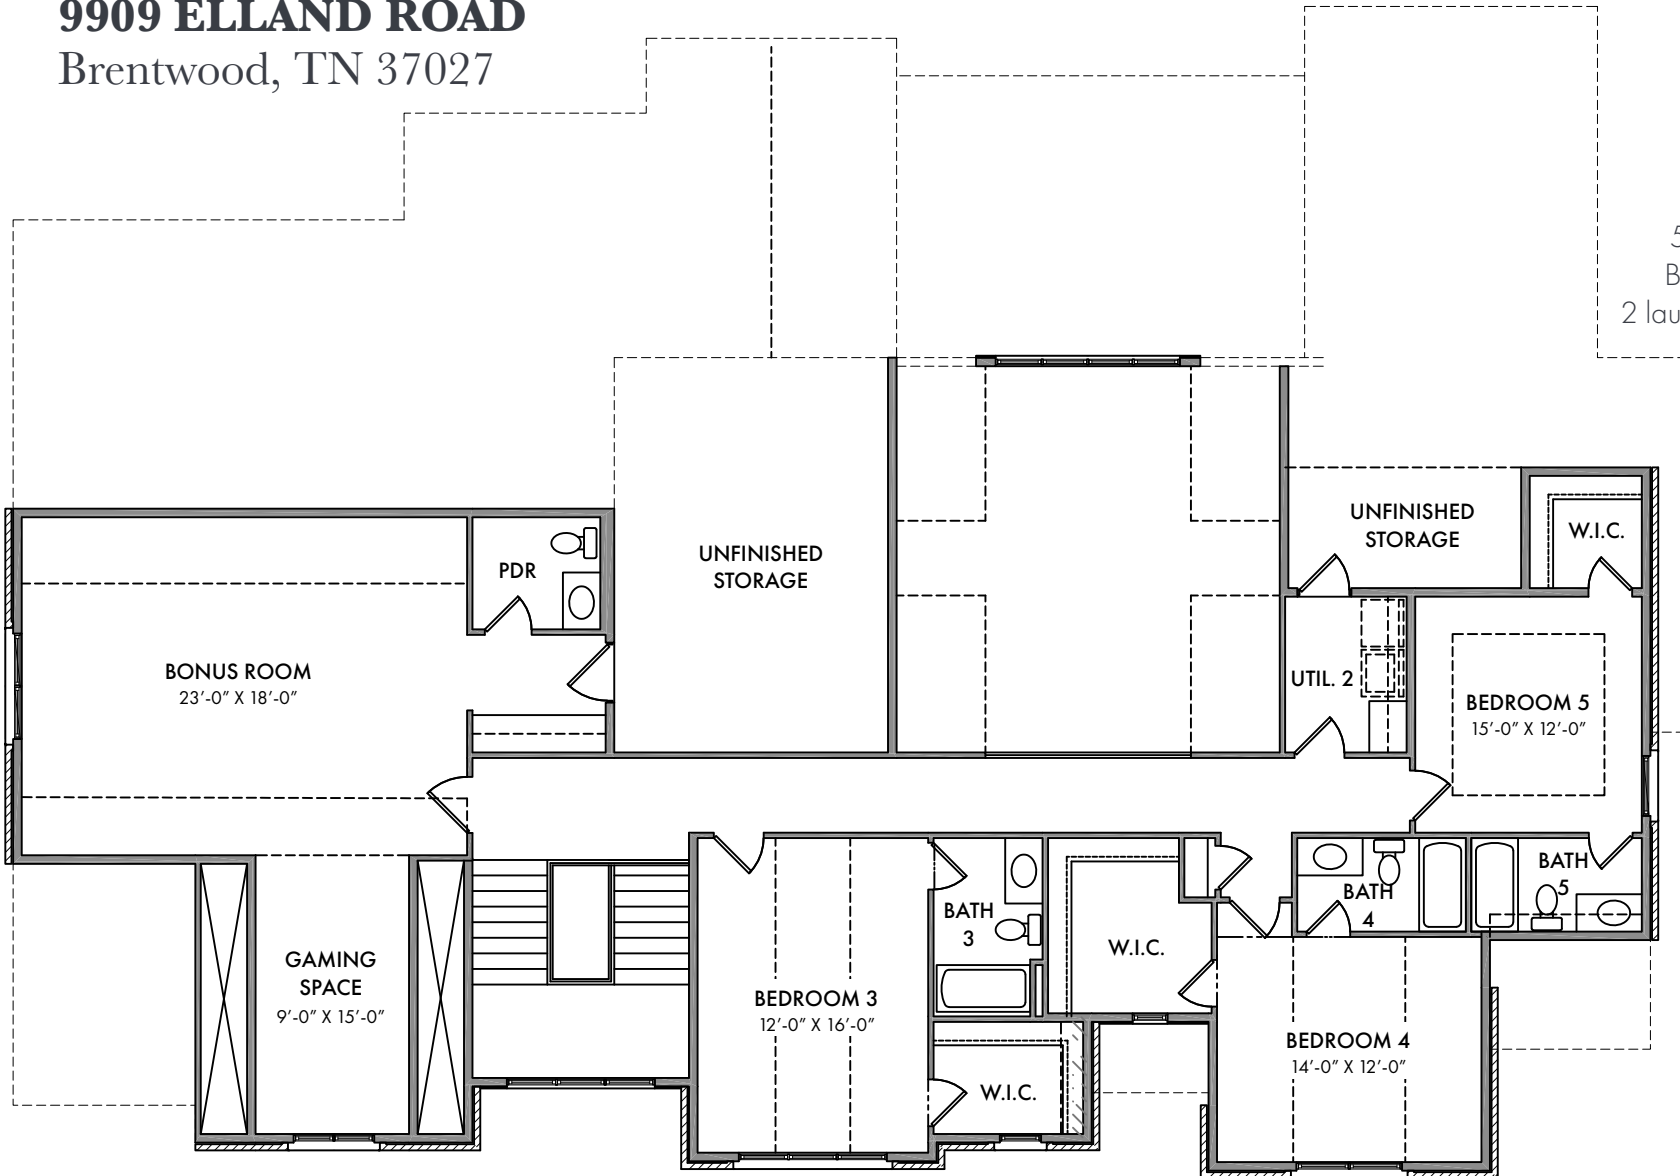 9909 ELLAND ROAD
Brentwood, TN 37027
2
UNFINISHED
STORAGE
W.I.C.
UNFINISHED
STORAGE
PDR
BONUS ROOM
23'-0” X 18'-0”
UTIL. 2
BEDROOM 5
15'-0” X 12'-0”
BATH
5
BATH
4
BATH
3
W.I.C.
GAMING
SPACE
9'-0” X 15'-0”
BEDROOM 3
12'-0” X 16'-0”
BEDROOM 4
14'-0” X 12'-0”
W.I.C.